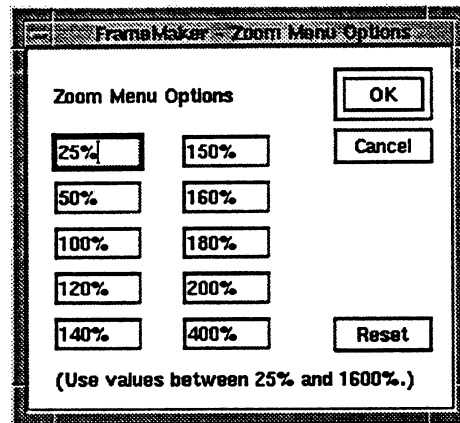 FrameMaker - Zoom Menu Options
Zoom Menu Options
OK
25% 150%
Cancel
50% 160%
100% 180%
120% 200%
140% 400%
Reset
(Use values between 25% and 1600%.)